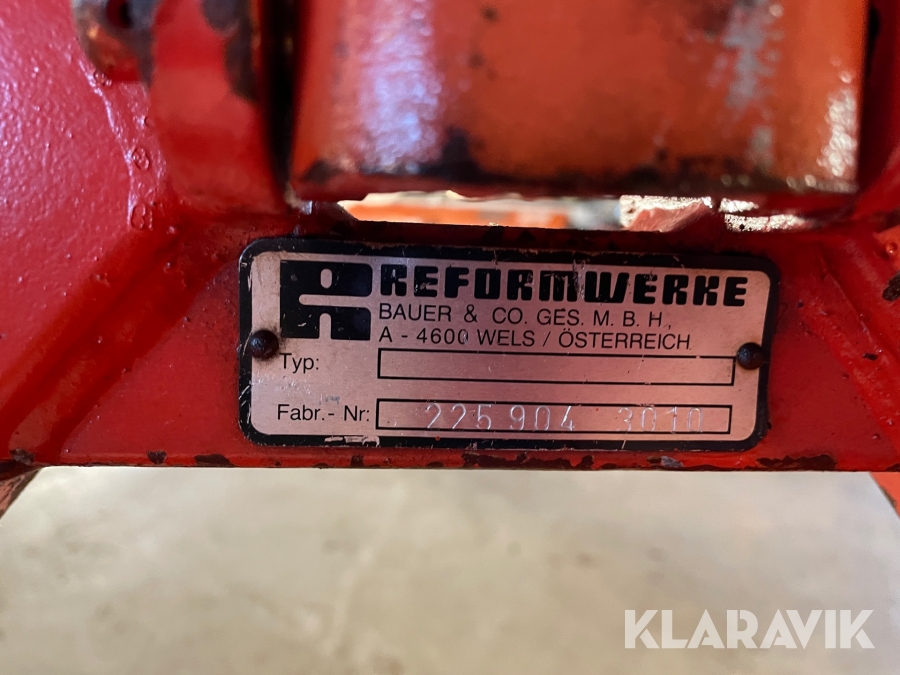 REFORMWERKE
BAUER & CO. GES. M. B. H.,
A - 4600 WELS / ÖSTERREICH
Typ:
Fabr.- Nr: 225 904 3010
KLARAVIK